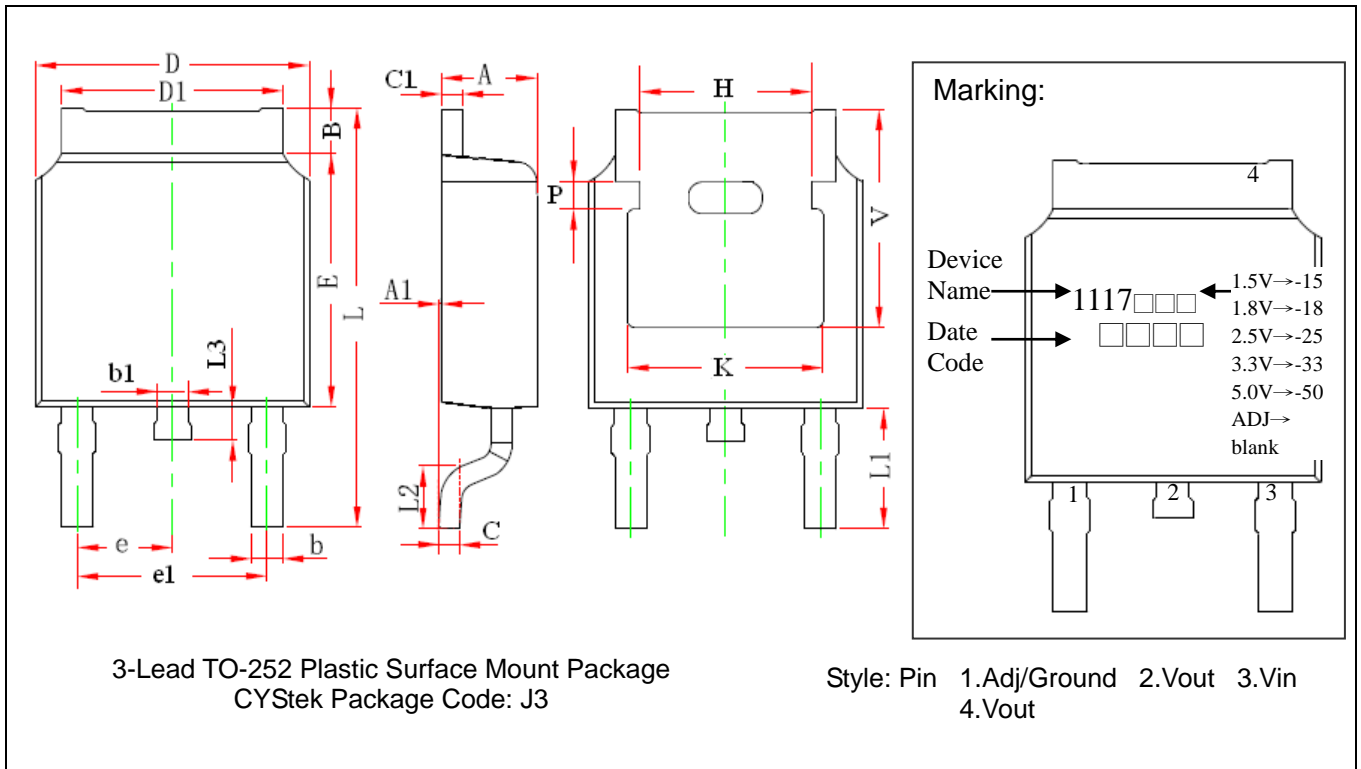 D
D1
B
E
L
L3
b1
e
e1
b
C1
A
A1
L2
C
H
P
V
K
L1
Marking:
4
Device
Name
1117□□□
Date
Code
□□□□
1.5V→-15
1.8V→-18
2.5V→-25
3.3V→-33
5.0V→-50
ADJ→
blank
1
2
3
3-Lead TO-252 Plastic Surface Mount Package
CYStek Package Code: J3
Style: Pin 1.Adj/Ground 2.Vout 3.Vin
4.Vout